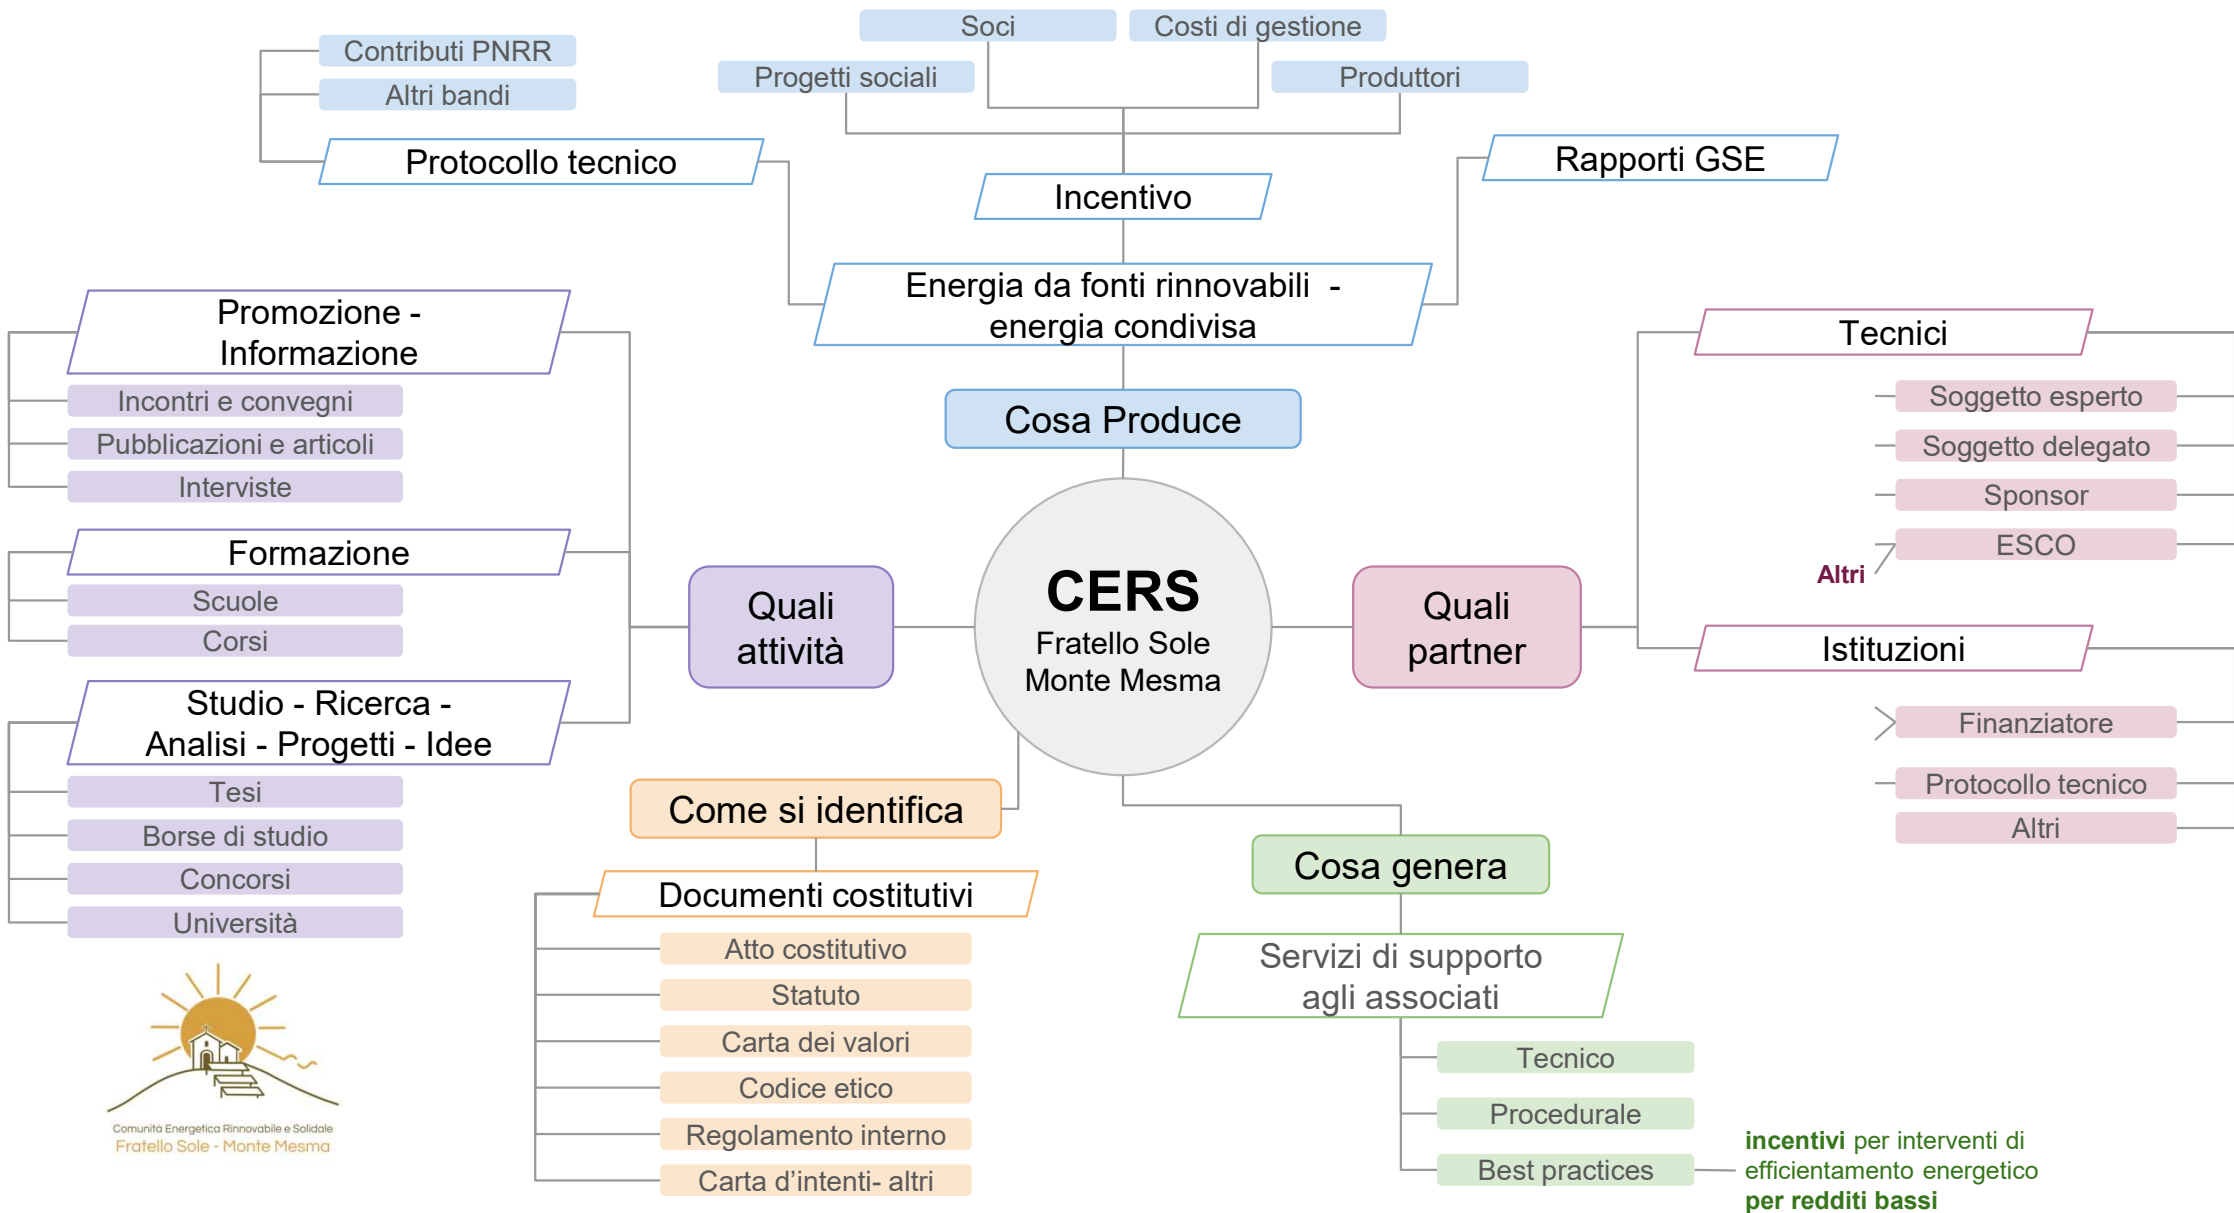 Soci
Costi di gestione
Contributi PNRR
Progetti sociali
Produttori
Altri bandi
Protocollo tecnico
Rapporti GSE
Incentivo
Energia da fonti rinnovabili -
energia condivisa
Cosa Produce
Promozione -
Informazione
Incontri e convegni
Pubblicazioni e articoli
Interviste
Formazione
Scuole
Corsi
Studio - Ricerca -
Analisi - Progetti - Idee
Tesi
Borse di studio
Concorsi
Università
Quali
attività
CERS
Fratello Sole
Monte Mesma
Quali
partner
Tecnici
Soggetto esperto
Soggetto delegato
Sponsor
ESCO
Altri
Istituzioni
Finanziatore
Protocollo tecnico
Altri
Come si identifica
Documenti costitutivi
Atto costitutivo
Statuto
Carta dei valori
Codice etico
Regolamento interno
Carta d'intenti- altri
Cosa genera
Servizi di supporto
agli associati
Tecnico
Procedurale
Best practices
incentivi per interventi di
efficientamento energetico
per redditi bassi
Comunità Energetica Rinnovabile e Solidale
Fratello Sole - Monte Mesma